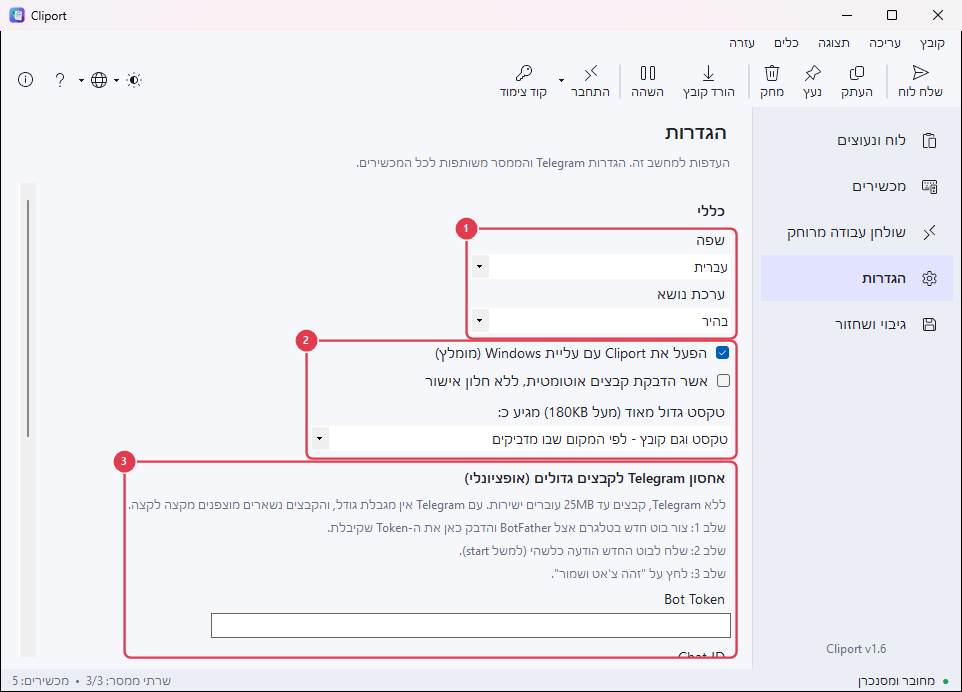 Cliport
קובץ עריכה תצוגה כלים עזרה
שלח לוח העתק נעץ מחק הורד קובץ השהה התחבר קוד צימוד
לוח ונעוצים
מכשירים
שולחן עבודה מרוחק
הגדרות
גיבוי ושחזור
Cliport v1.6
הגדרות
העדפות למחשב זה. הגדרות Telegram והממסר משותפות לכל המכשירים.
כללי
1
שפה
עברית
ערכת נושא
בהיר
2
הפעל את Cliport עם עליית Windows (מומלץ)
אשר הדבקת קבצים אוטומטית, ללא חלון אישור
טקסט גדול מאוד (מעל 180KB) מגיע כ:
טקסט וגם קובץ - לפי המקום שבו מדביקים
3
אחסון Telegram לקבצים גדולים (אופציונלי)
ללא Telegram, קבצים עד 25MB עוברים ישירות. עם Telegram אין מגבלת גודל, והקבצים נשארים מוצפנים מקצה לקצה.
שלב 1: צור בוט חדש בטלגרם אצל BotFather והדבק כאן את ה-Token שקיבלת.
שלב 2: שלח לבוט החדש הודעה כלשהי (למשל start).
שלב 3: לחץ על "זהה צ'אט ושמור".
Bot Token
Chat ID
מחובר ומסנכרן
שרתי ממסר: 3/3 • מכשירים: 5